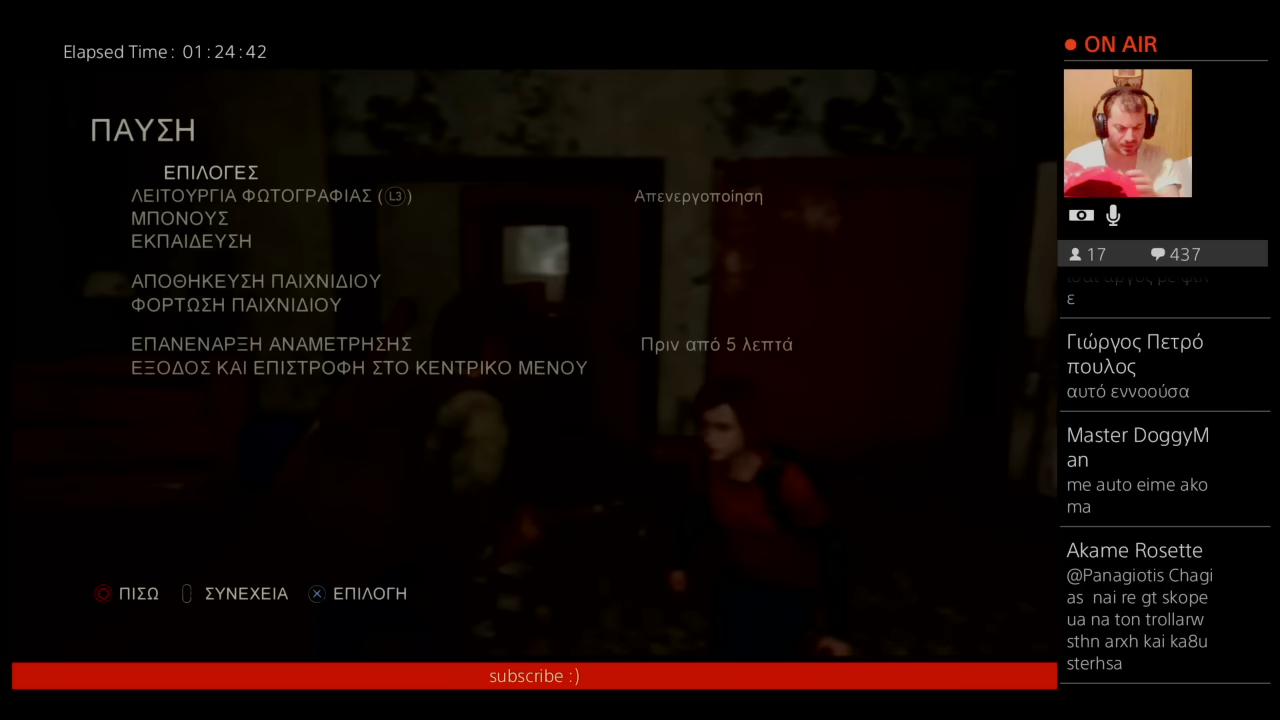 Elapsed Time: 01:24:42
ΠΑΥΣΗ
ΕΠΙΛΟΓΕΣ
ΛΕΙΤΟΥΡΓΙΑ ΦΩΤΟΓΡΑΦΙΑΣ (L3) Απενεργοποίηση
ΜΠΟΝΟΥΣ
ΕΚΠΑΙΔΕΥΣΗ
ΑΠΟΘΗΚΕΥΣΗ ΠΑΙΧΝΙΔΙΟΥ
ΦΟΡΤΩΣΗ ΠΑΙΧΝΙΔΙΟΥ
ΕΠΑΝΕΝΑΡΞΗ ΑΝΑΜΕΤΡΗΣΗΣ Πριν από 5 λεπτά
ΕΞΟΔΟΣ ΚΑΙ ΕΠΙΣΤΡΟΦΗ ΣΤΟ ΚΕΝΤΡΙΚΟ ΜΕΝΟΥ
ΠΙΣΩ ΣΥΝΕΧΕΙΑ ΕΠΙΛΟΓΗ
subscribe :)
ON AIR
17 437
ε
Γιώργος Πετρό
πουλος
αυτό εννοούσα
Master DoggyM
an
me auto eime ako
ma
Akame Rosette
@Panagiotis Chagi
as nai re gt skope
ua na ton trollarw
sthn arxh kai ka8u
sterhsa